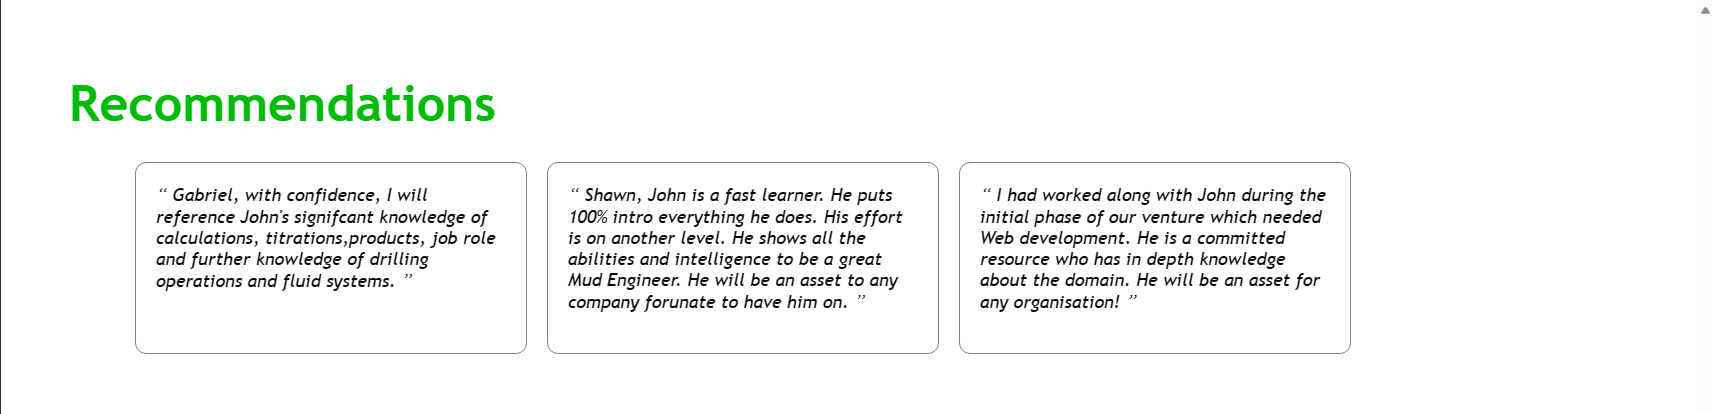 Recommendations
“ Gabriel, with confidence, I will
reference John's signifcant knowledge of
calculations, titrations,products, job role
and further knowledge of drilling
operations and fluid systems. ”
“ Shawn, John is a fast learner. He puts
100% intro everything he does. His effort
is on another level. He shows all the
abilities and intelligence to be a great
Mud Engineer. He will be an asset to any
company forunate to have him on. ”
“ I had worked along with John during the
initial phase of our venture which needed
Web development. He is a committed
resource who has in depth knowledge
about the domain. He will be an asset for
any organisation! ”